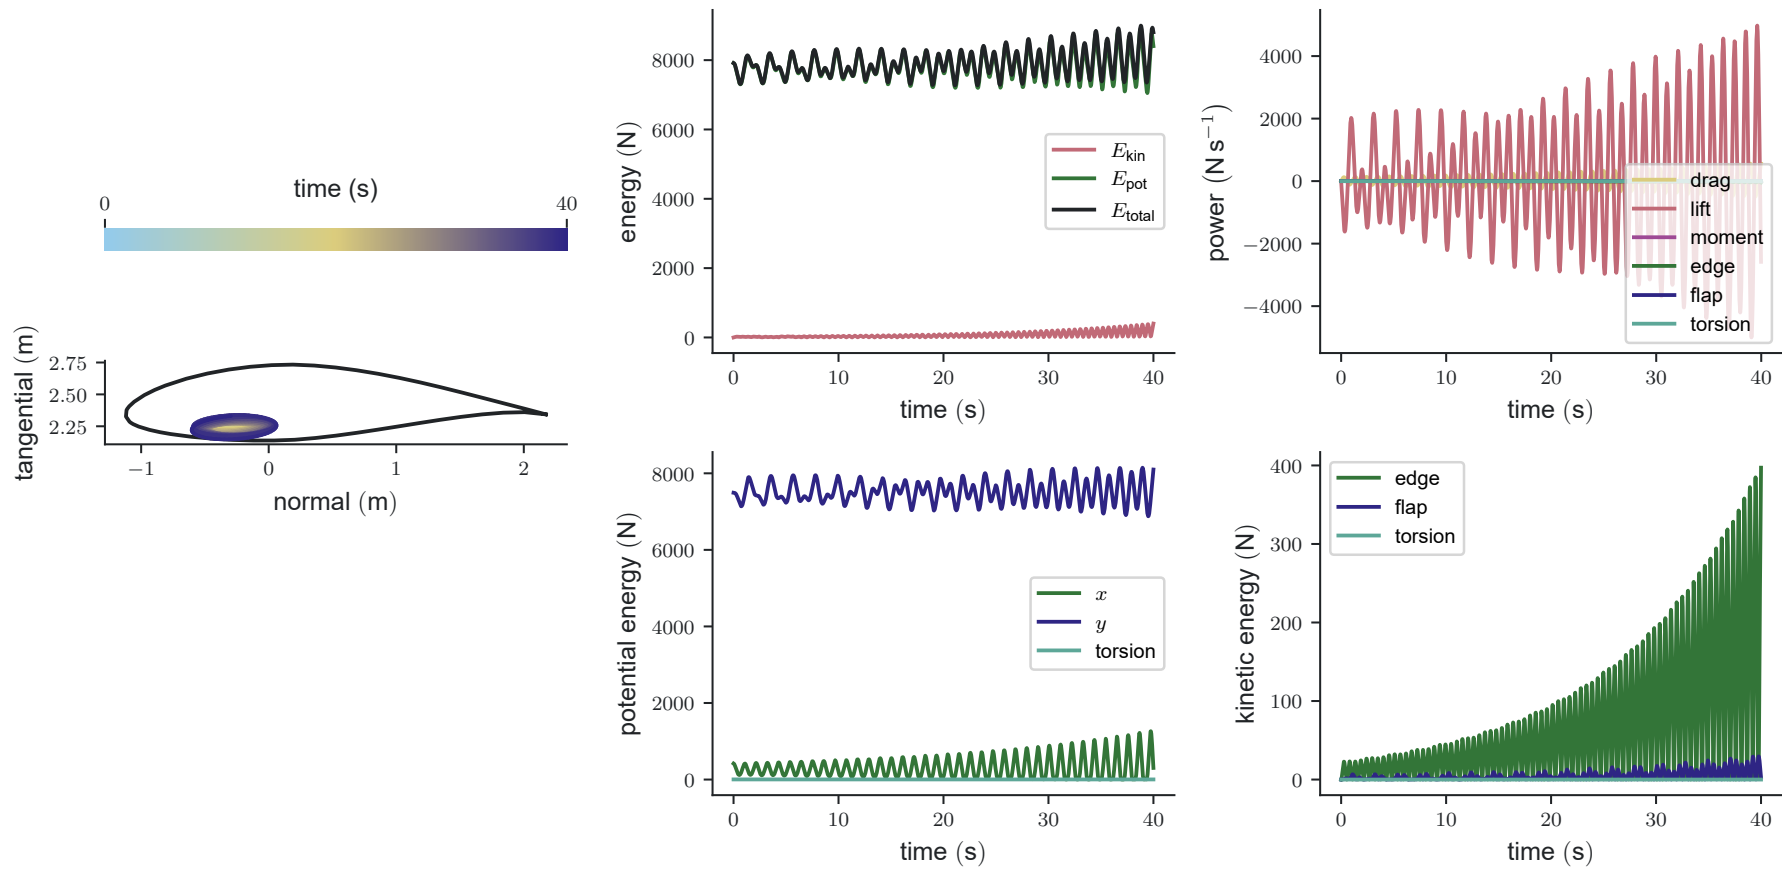 time (s)
0 40
tangential (m)
2.75
2.50
2.25
−1 0 1 2
normal (m)
energy (N)
8000
6000
4000
2000
0
E_kin
E_pot
E_total
0 10 20 30 40
time (s)
power (N s⁻¹)
4000
2000
0
−2000
−4000
drag
lift
moment
edge
flap
torsion
0 10 20 30 40
time (s)
potential energy (N)
8000
6000
4000
2000
0
x
y
torsion
0 10 20 30 40
time (s)
kinetic energy (N)
400
300
200
100
0
edge
flap
torsion
0 10 20 30 40
time (s)